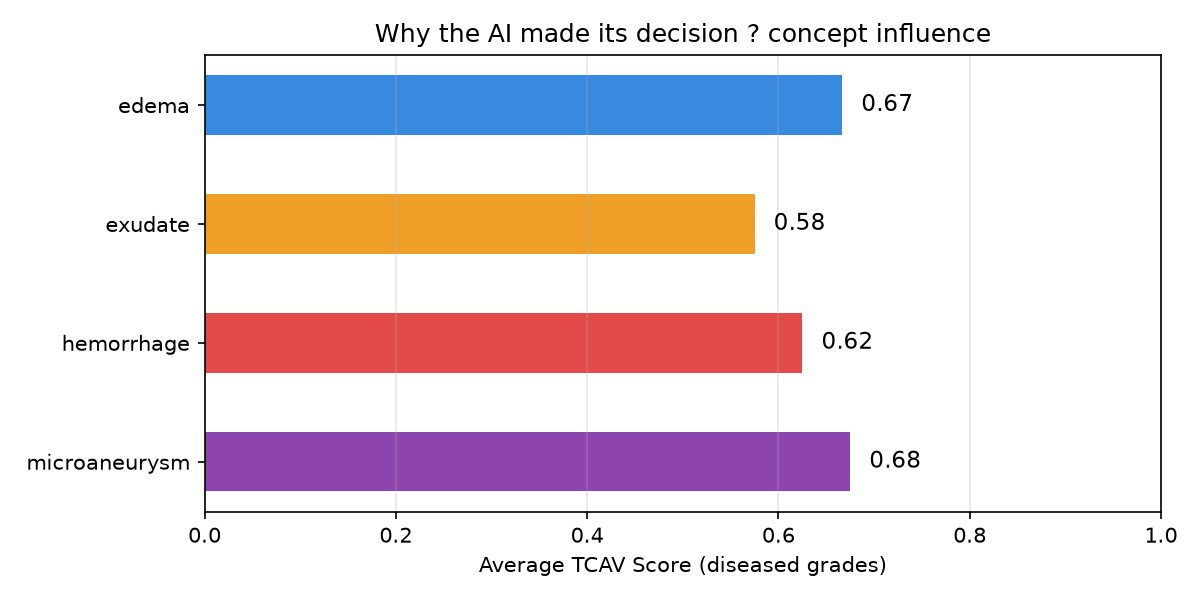 Why the AI made its decision ? concept influence
edema
0.67
exudate
0.58
hemorrhage
0.62
microaneurysm
0.68
0.0 0.2 0.4 0.6 0.8 1.0
Average TCAV Score (diseased grades)